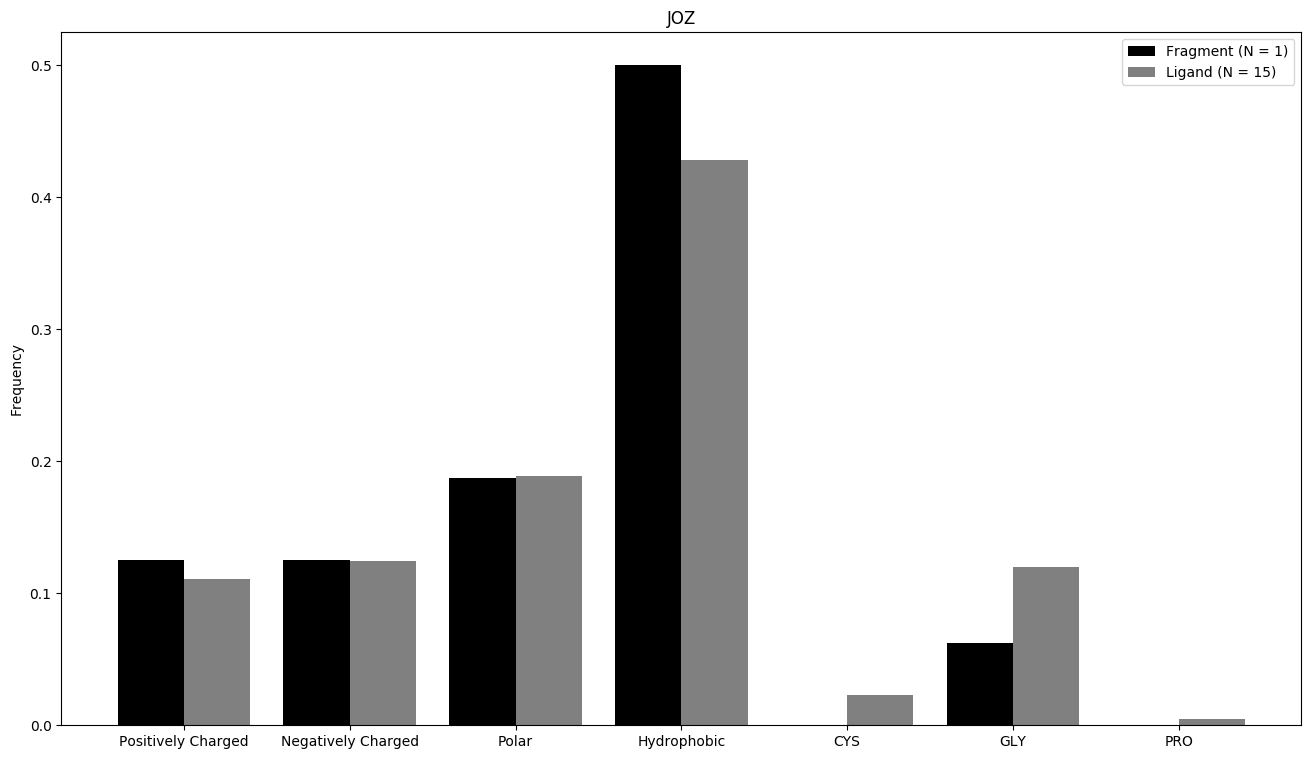 JOZ
Fragment (N = 1)
Ligand (N = 15)
Frequency
0.5
0.4
0.3
0.2
0.1
0.0
Positively Charged Negatively Charged Polar Hydrophobic CYS GLY PRO